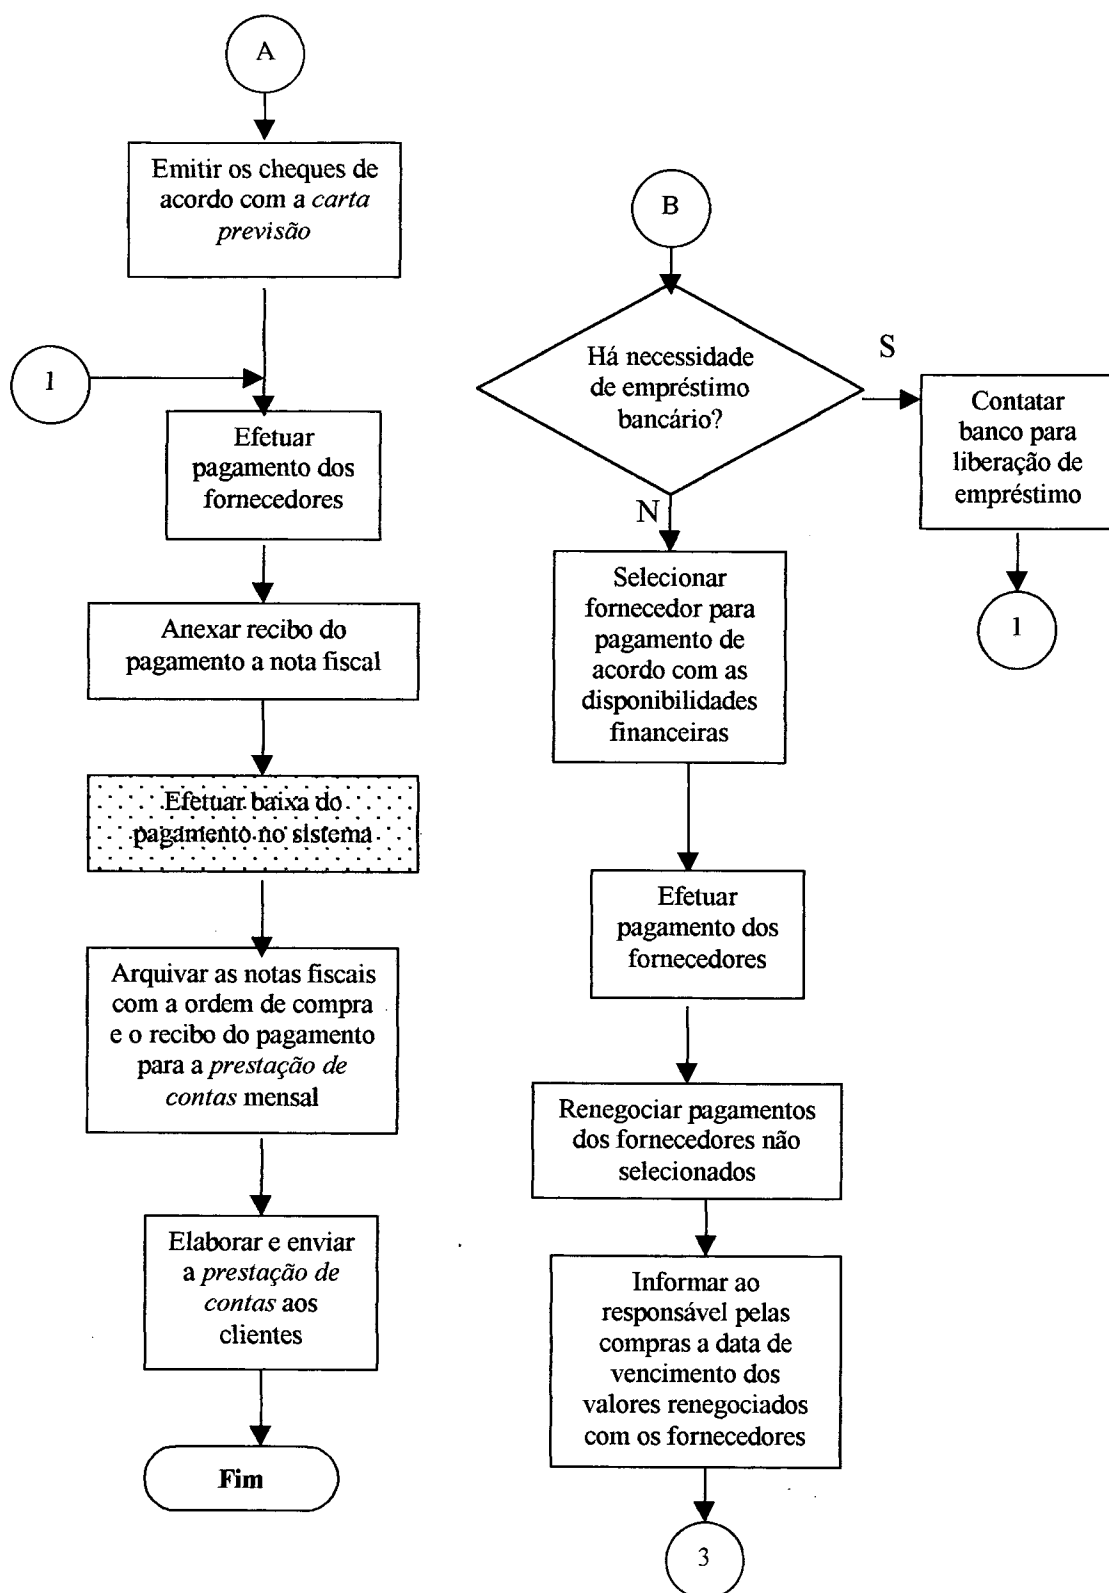 A
Emitir os cheques de
acordo com a carta
previsão
1
Efetuar
pagamento dos
fornecedores
Anexar recibo do
pagamento a nota fiscal
Efetuar baixa do
pagamento no sistema
Arquivar as notas fiscais
com a ordem de compra
e o recibo do pagamento
para a prestação de
contas mensal
Elaborar e enviar
a prestação de
contas aos
clientes
Fim
B
Há necessidade
de empréstimo
bancário?
S
Contatar
banco para
liberação de
empréstimo
1
N
Selecionar
fornecedor para
pagamento de
acordo com as
disponibilidades
financeiras
Efetuar
pagamento dos
fornecedores
Renegociar pagamentos
dos fornecedores não
selecionados
Informar ao
responsável pelas
compras a data de
vencimento dos
valores renegociados
com os fornecedores
3